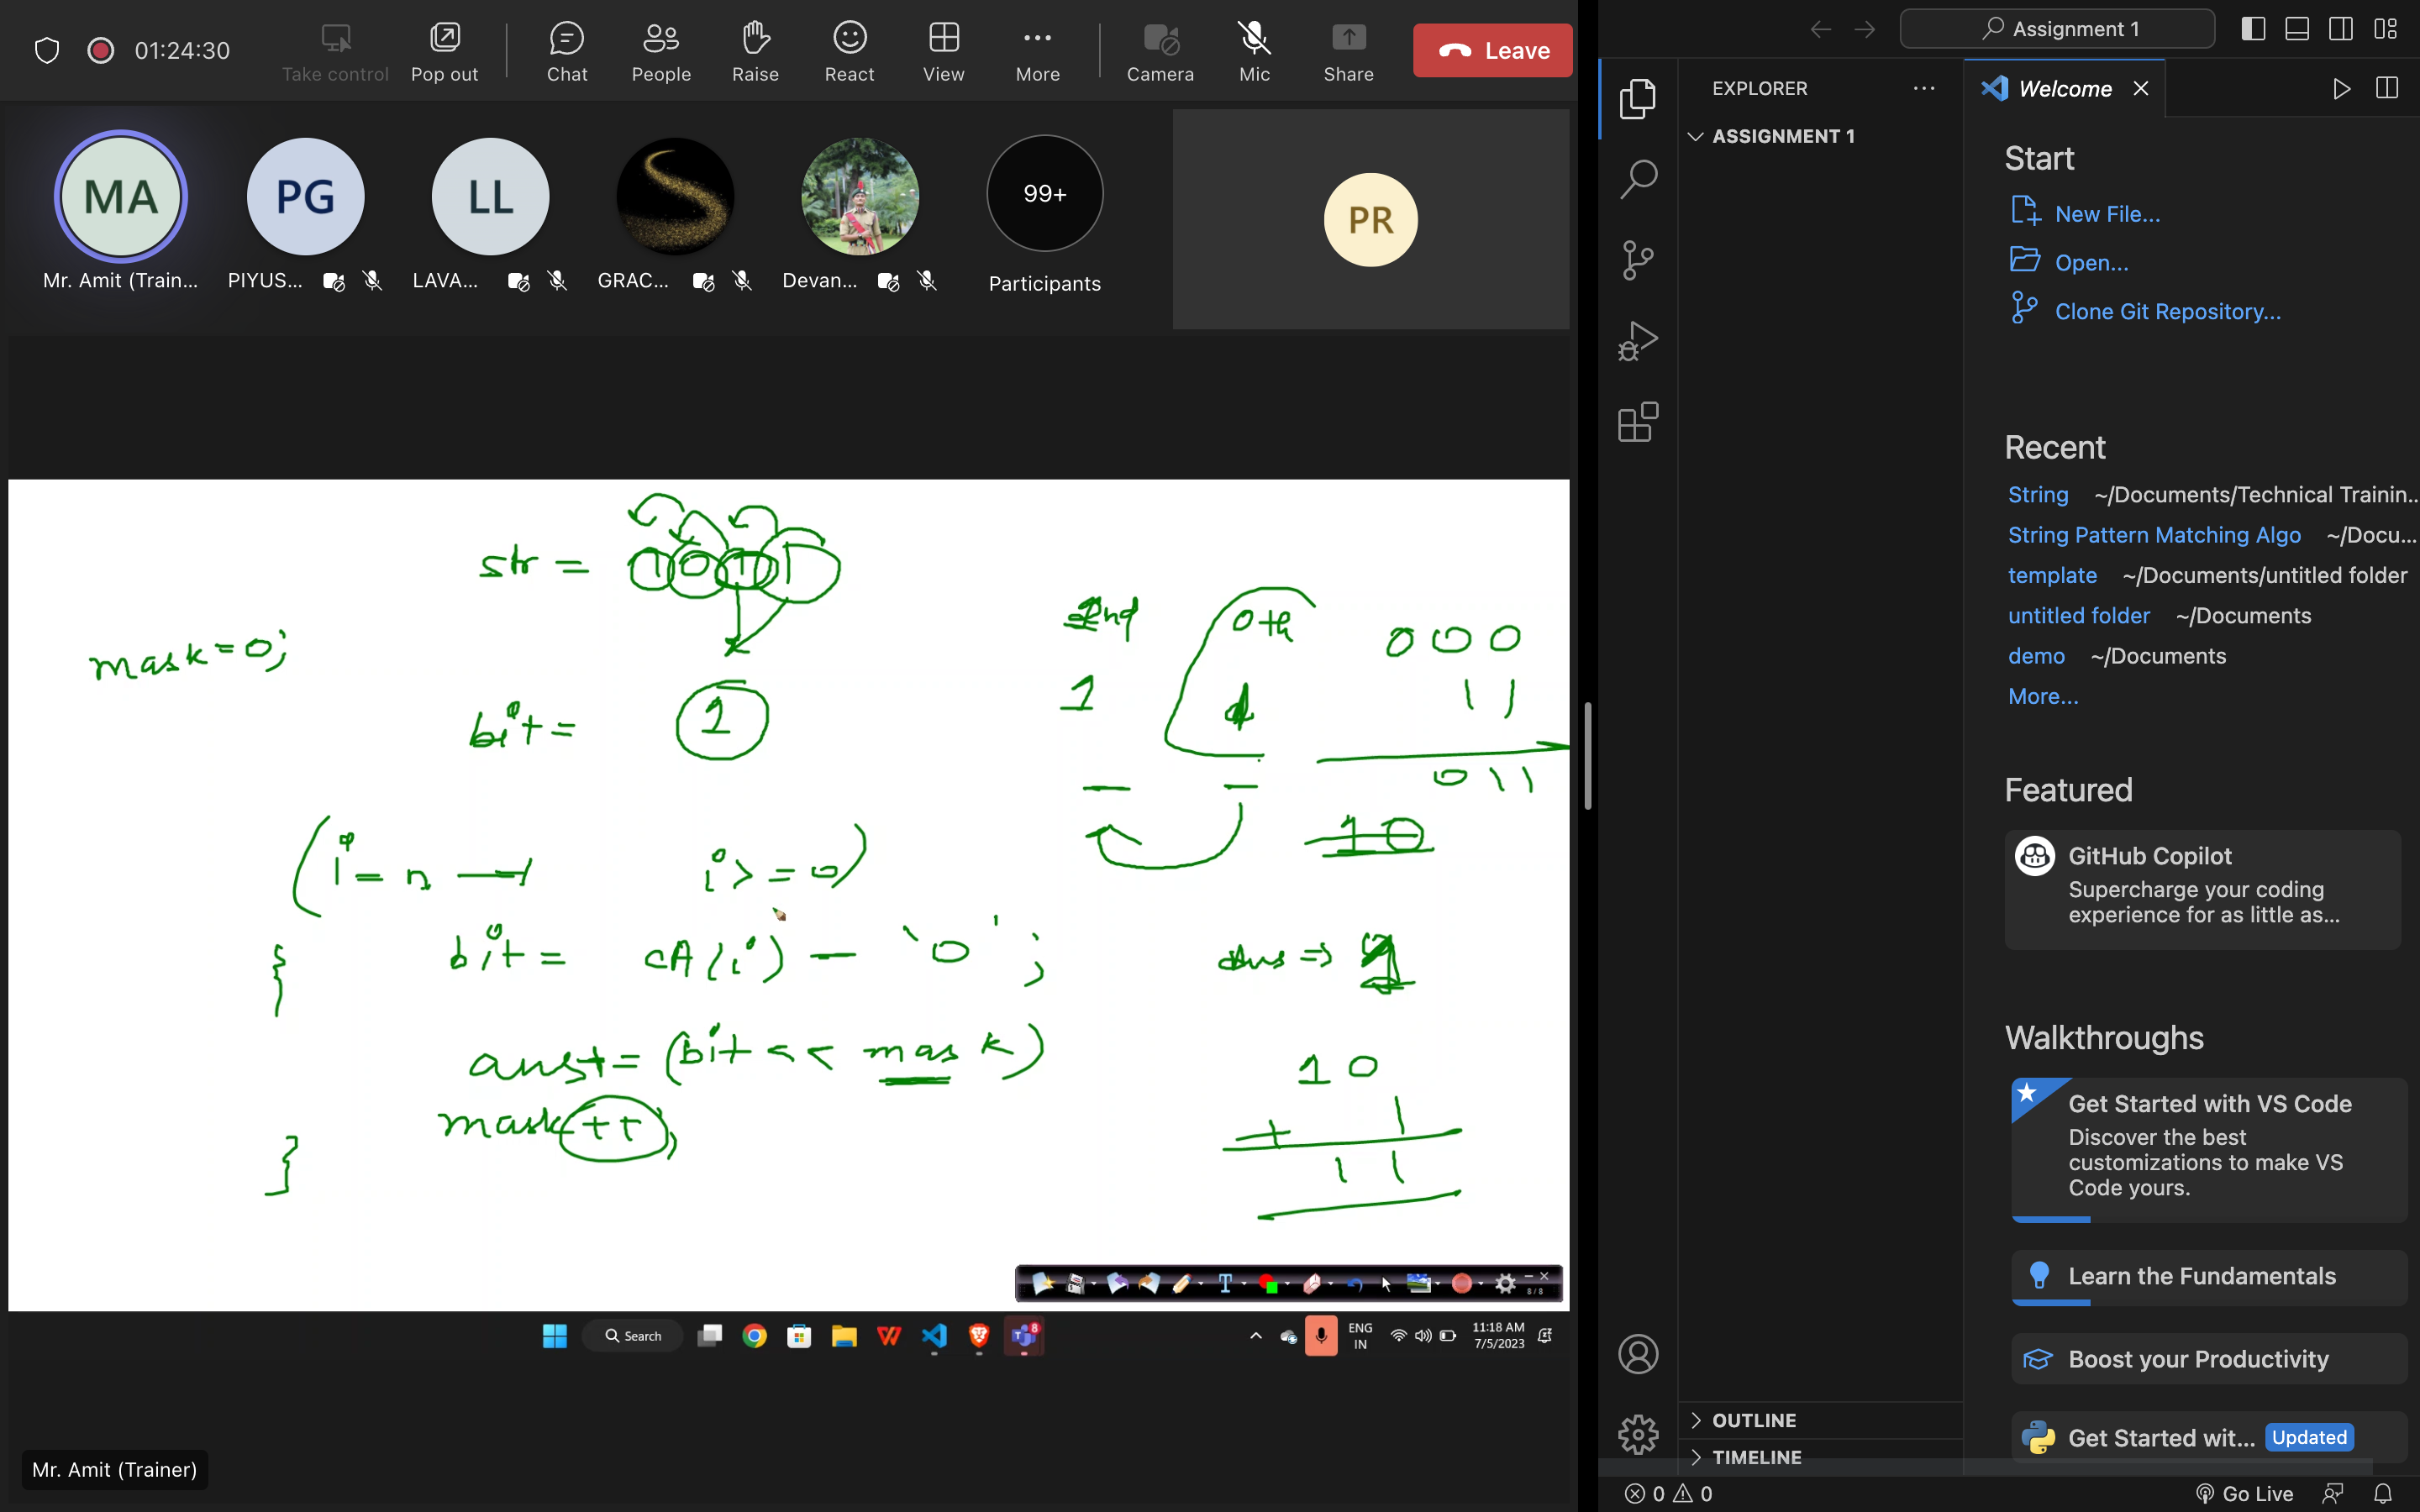 01:24:30
Take control
Pop out
Chat
People
Raise
React
View
More
Camera
Mic
Share
Leave
MA
PG
LL
99+
PR
Mr. Amit (Train...
PIYUS...
LAVA...
GRAC...
Devan...
Participants
str = 1011
mask=0;
bit = 1
2nd 0th
1 1
000
11
011
10
(i = n-1 i>=0)
{ bit = cA(i) - '0';
ans =>
ans+= (bit << mask)
mask++;
}
10
+ 1
11
8/8
Search
ENG
IN
11:18 AM
7/5/2023
8
Mr. Amit (Trainer)
Assignment 1
EXPLORER
ASSIGNMENT 1
OUTLINE
TIMELINE
Welcome
Start
New File...
Open...
Clone Git Repository...
Recent
String ~/Documents/Technical Trainin...
String Pattern Matching Algo ~/Docu...
template ~/Documents/untitled folder
untitled folder ~/Documents
demo ~/Documents
More...
Featured
GitHub Copilot
Supercharge your coding
experience for as little as...
Walkthroughs
Get Started with VS Code
Discover the best
customizations to make VS
Code yours.
Learn the Fundamentals
Boost your Productivity
Get Started wit... Updated
0 0
Go Live